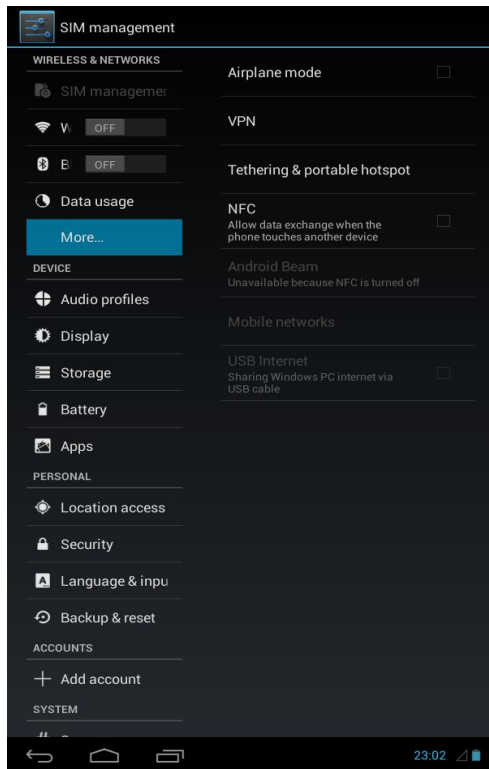 SIM management
WIRELESS & NETWORKS
SIM managemer
W OFF
B OFF
Data usage
More...
DEVICE
Audio profiles
Display
Storage
Battery
Apps
PERSONAL
Location access
Security
Language & inpu
Backup & reset
ACCOUNTS
Add account
SYSTEM
Airplane mode
VPN
Tethering & portable hotspot
NFC
Allow data exchange when the
phone touches another device
Android Beam
Unavailable because NFC is turned off
Mobile networks
USB Internet
Sharing Windows PC internet via
USB cable
23:02